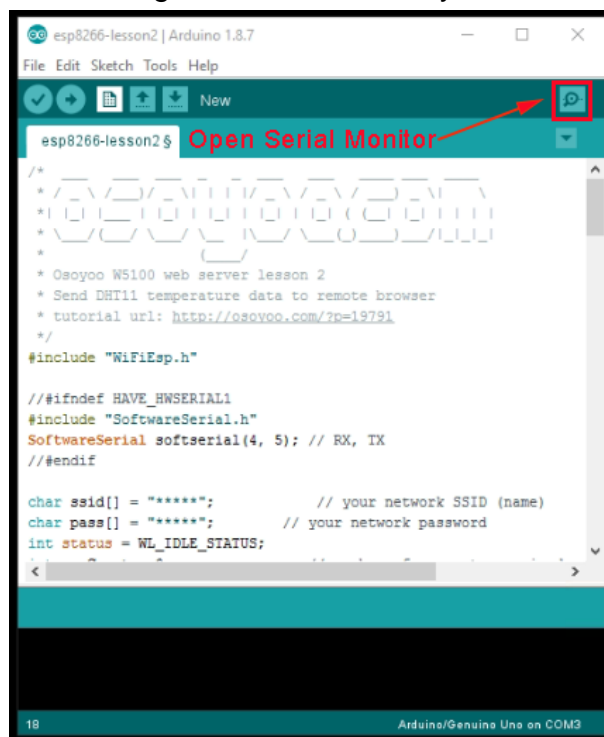 esp8266-lesson2 | Arduino 1.8.7
File Edit Sketch Tools Help
New
esp8266-lesson2 §
Open Serial Monitor
/*
* Osoyoo W5100 web server lesson 2
* Send DHT11 temperature data to remote browser
* tutorial url: http://osoyoo.com/?p=19791
*/
#include "WiFiEsp.h"
//#ifndef HAVE_HWSERIAL1
#include "SoftwareSerial.h"
SoftwareSerial softserial(4, 5); // RX, TX
//#endif
char ssid[] = "*****"; // your network SSID (name)
char pass[] = "*****"; // your network password
int status = WL_IDLE_STATUS;
18
Arduino/Genuino Uno on COM3